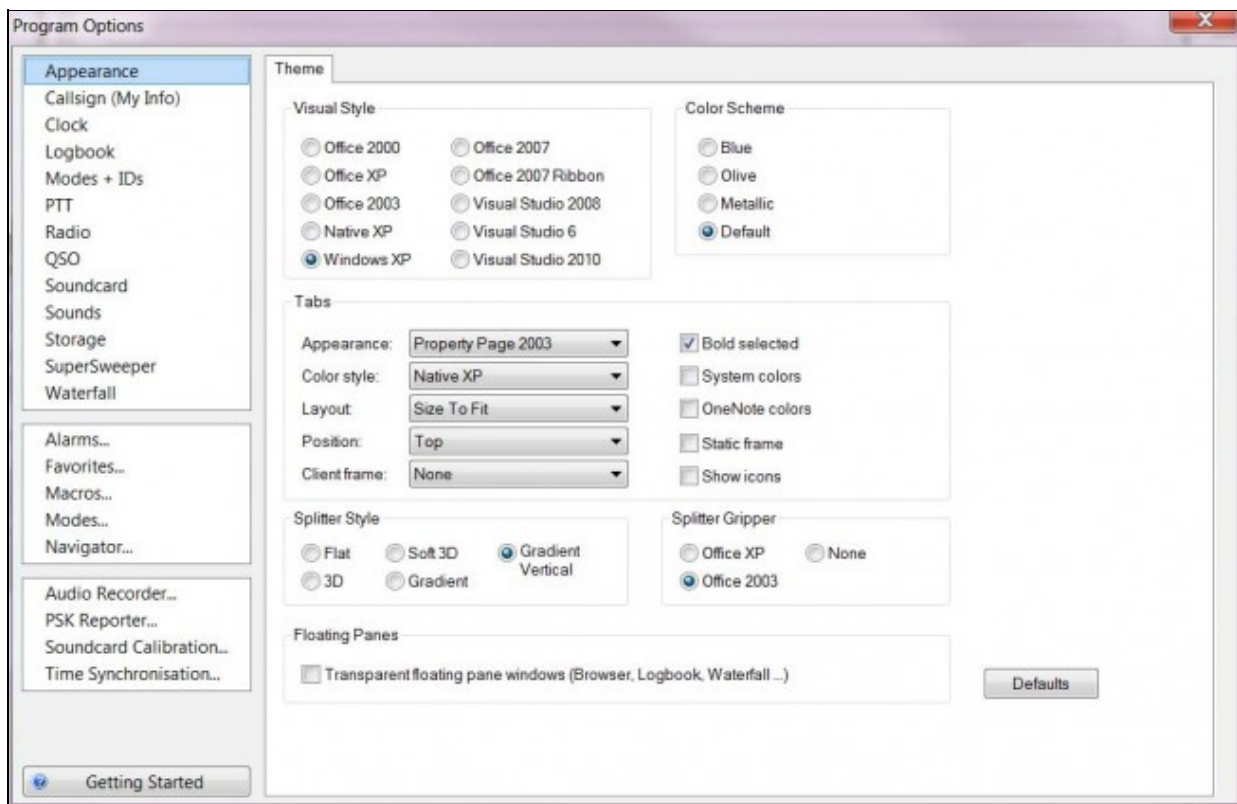 Program Options
Appearance
Callsign (My Info)
Clock
Logbook
Modes + IDs
PTT
Radio
QSO
Soundcard
Sounds
Storage
SuperSweeper
Waterfall
Alarms...
Favorites...
Macros...
Modes...
Navigator...
Audio Recorder...
PSK Reporter...
Soundcard Calibration...
Time Synchronisation...
Getting Started
Theme
Visual Style
Office 2000
Office XP
Office 2003
Native XP
Windows XP
Office 2007
Office 2007 Ribbon
Visual Studio 2008
Visual Studio 6
Visual Studio 2010
Color Scheme
Blue
Olive
Metallic
Default
Tabs
Appearance: Property Page 2003
Color style: Native XP
Layout: Size To Fit
Position: Top
Client frame: None
Bold selected
System colors
OneNote colors
Static frame
Show icons
Splitter Style
Flat
3D
Soft 3D
Gradient
Gradient
Vertical
Splitter Gripper
Office XP
Office 2003
None
Floating Panes
Transparent floating pane windows (Browser, Logbook, Waterfall ...)
Defaults